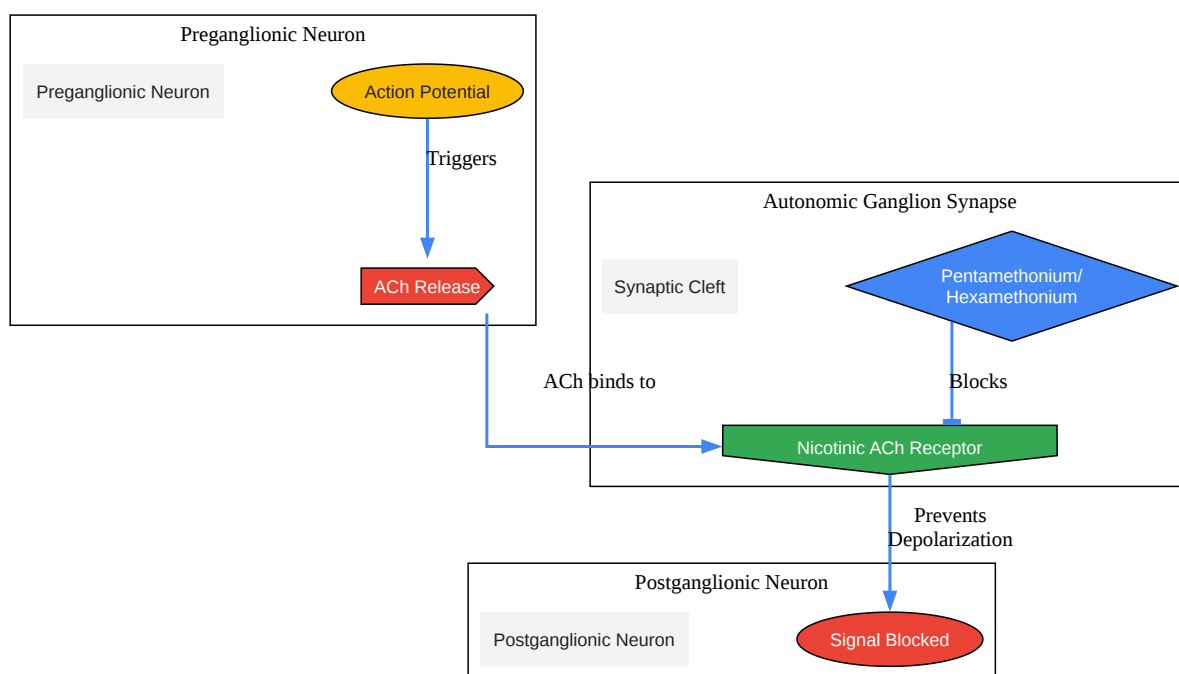 Preganglionic Neuron
Preganglionic Neuron
Action Potential
Triggers
ACh Release
Autonomic Ganglion Synapse
Synaptic Cleft
Pentamethonium/
Hexamethonium
ACh binds to
Blocks
Nicotinic ACh Receptor
Prevents
Depolarization
Postganglionic Neuron
Postganglionic Neuron
Signal Blocked